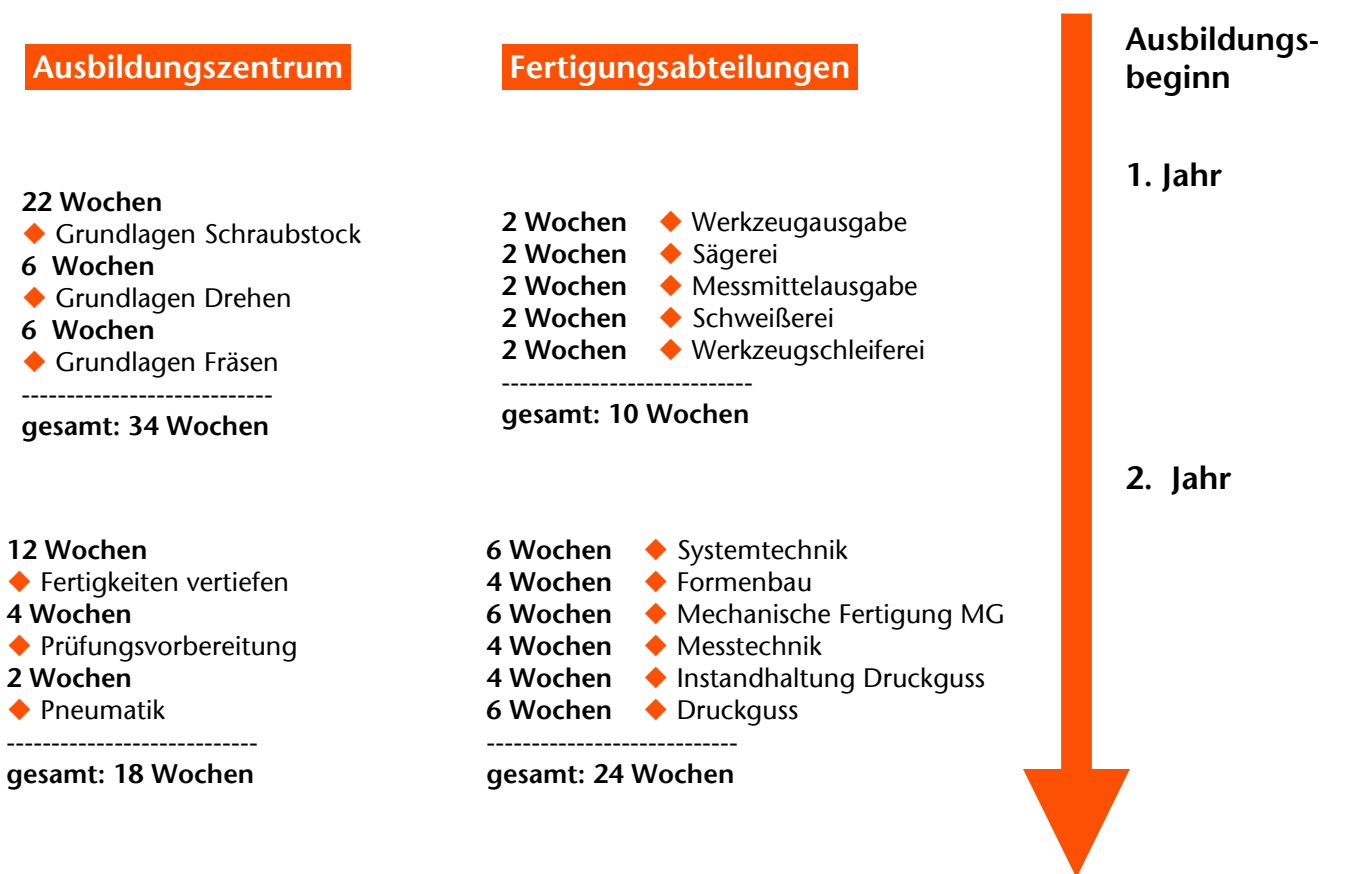 Ausbildungszentrum
Fertigungsabteilungen
Ausbildungs-
beginn
1. Jahr
22 Wochen
◆ Grundlagen Schraubstock
6 Wochen
◆ Grundlagen Drehen
6 Wochen
◆ Grundlagen Fräsen
----------------------------
gesamt: 34 Wochen
2 Wochen ◆ Werkzeugausgabe
2 Wochen ◆ Sägerei
2 Wochen ◆ Messmittelausgabe
2 Wochen ◆ Schweißerei
2 Wochen ◆ Werkzeugschleiferei
----------------------------
gesamt: 10 Wochen
2. Jahr
12 Wochen
◆ Fertigkeiten vertiefen
4 Wochen
◆ Prüfungsvorbereitung
2 Wochen
◆ Pneumatik
----------------------------
gesamt: 18 Wochen
6 Wochen ◆ Systemtechnik
4 Wochen ◆ Formenbau
6 Wochen ◆ Mechanische Fertigung MG
4 Wochen ◆ Messtechnik
4 Wochen ◆ Instandhaltung Druckguss
6 Wochen ◆ Druckguss
----------------------------
gesamt: 24 Wochen